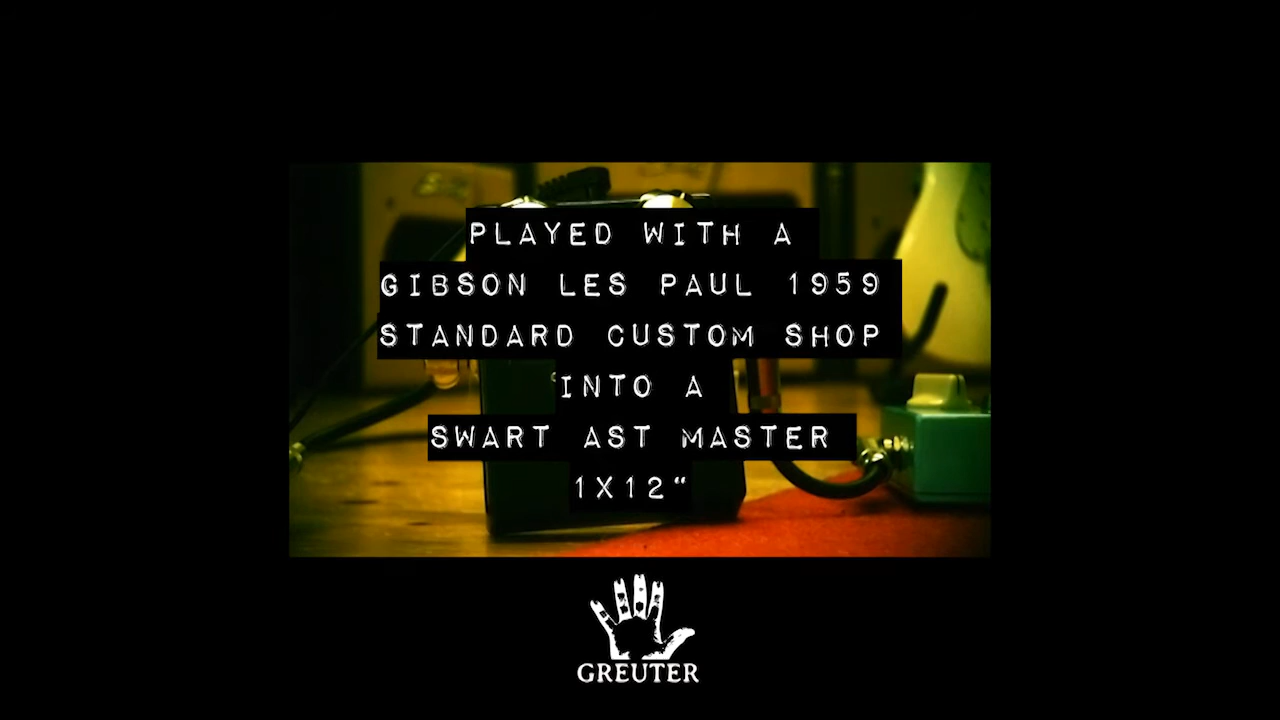 PLAYED WITH A
GIBSON LES PAUL 1959
STANDARD CUSTOM SHOP
INTO A
SWART AST MASTER
1X12“
GREUTER